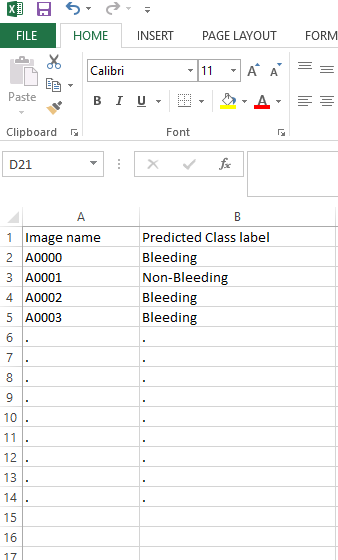 FILE HOME INSERT PAGE LAYOUT FORM
Paste
Calibri 11 A A
B I U A
Clipboard Font
D21 fx
A B
1 Image name Predicted Class label
2 A0000 Bleeding
3 A0001 Non-Bleeding
4 A0002 Bleeding
5 A0003 Bleeding
6 . .
7 . .
8 . .
9 . .
10 . .
11 . .
12 . .
13 . .
14 . .
15
16
17